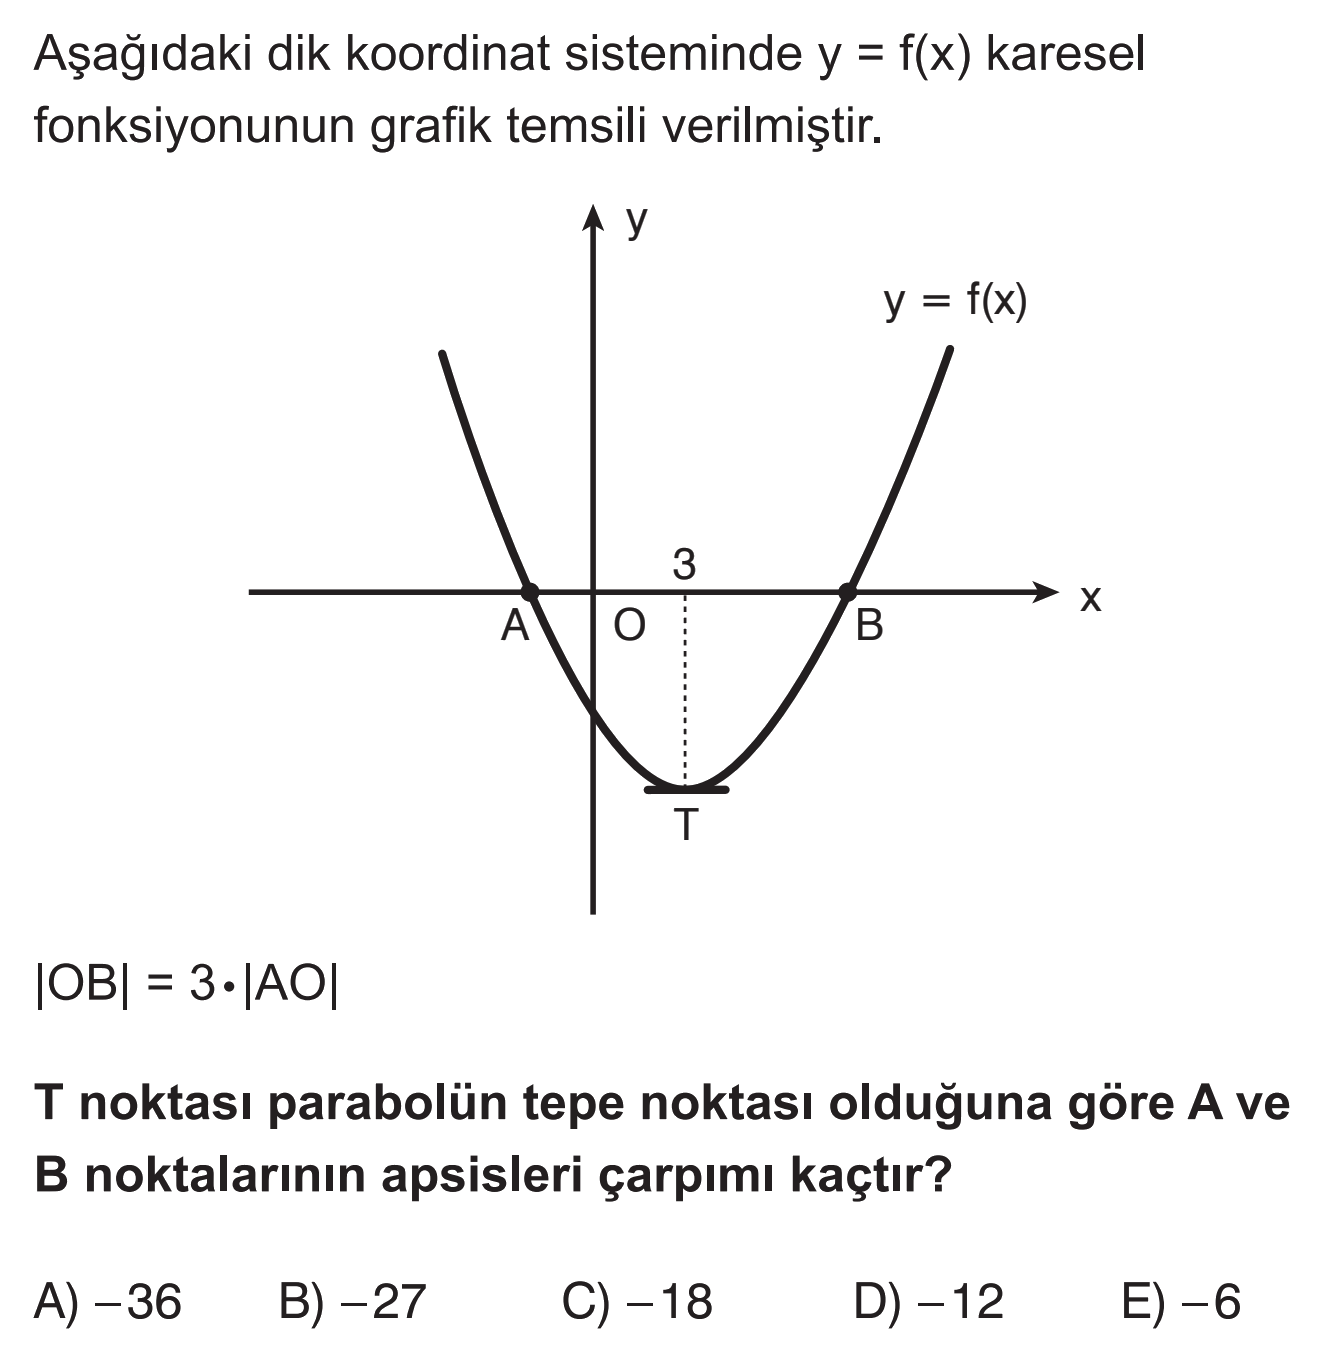 Aşağıdaki dik koordinat sisteminde y = f(x) karesel
fonksiyonunun grafik temsili verilmiştir.
y
y = f(x)
3
x
A
O
B
T
|OB| = 3•|AO|
T noktası parabolün tepe noktası olduğuna göre A ve
B noktalarının apsisleri çarpımı kaçtır?
A) −36 B) −27 C) −18 D) −12 E) −6